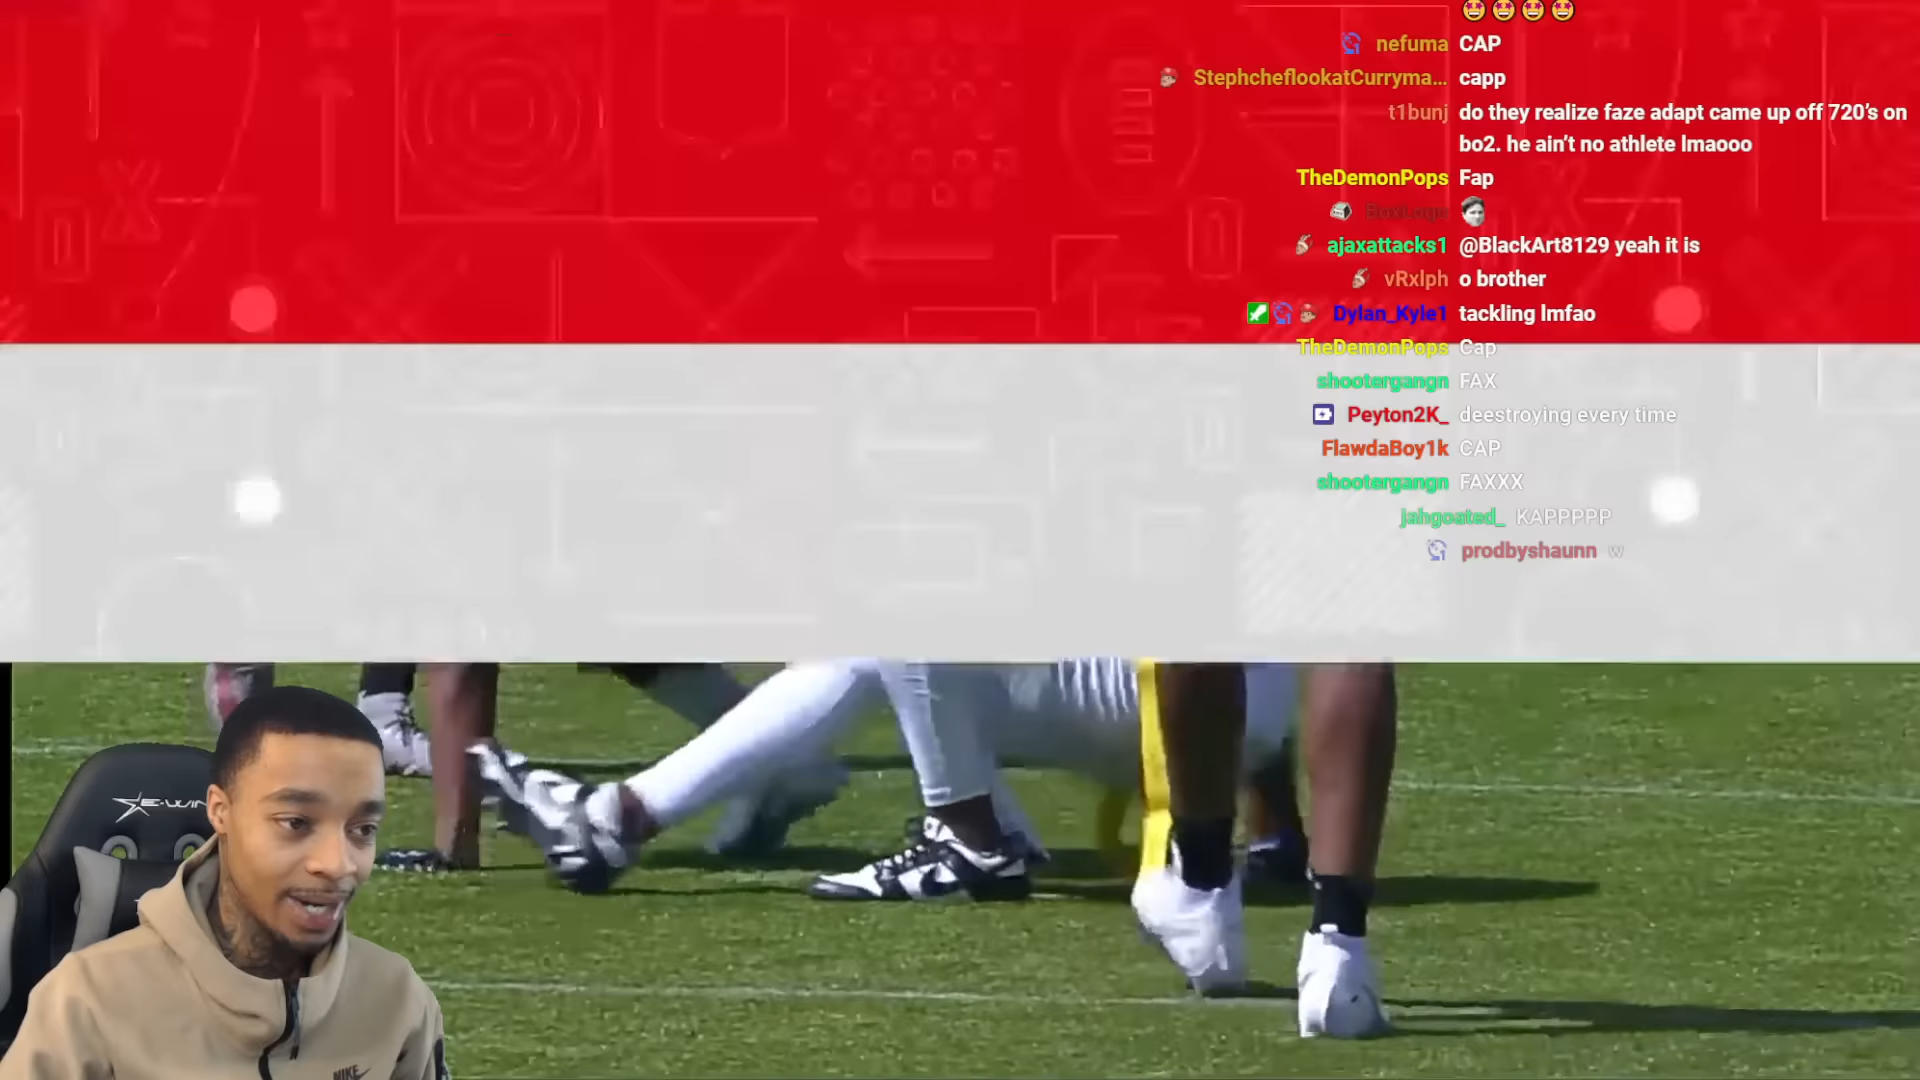 nefuma CAP
StephcheflookatCurryma... capp
t1bunj do they realize faze adapt came up off 720's on
bo2. he ain't no athlete lmaooo
TheDemonPops Fap
ajaxattacks1 @BlackArt8129 yeah it is
vRxlph o brother
Dylan_Kyle1 tackling lmfao
TheDemonPops Cap
shootergangn FAX
Peyton2K_ deestroying every time
FlawdaBoy1k CAP
shootergangn FAXXX
jahgoated_ KAPPPPP
prodbyshaunn w
E-WIN
NIKE